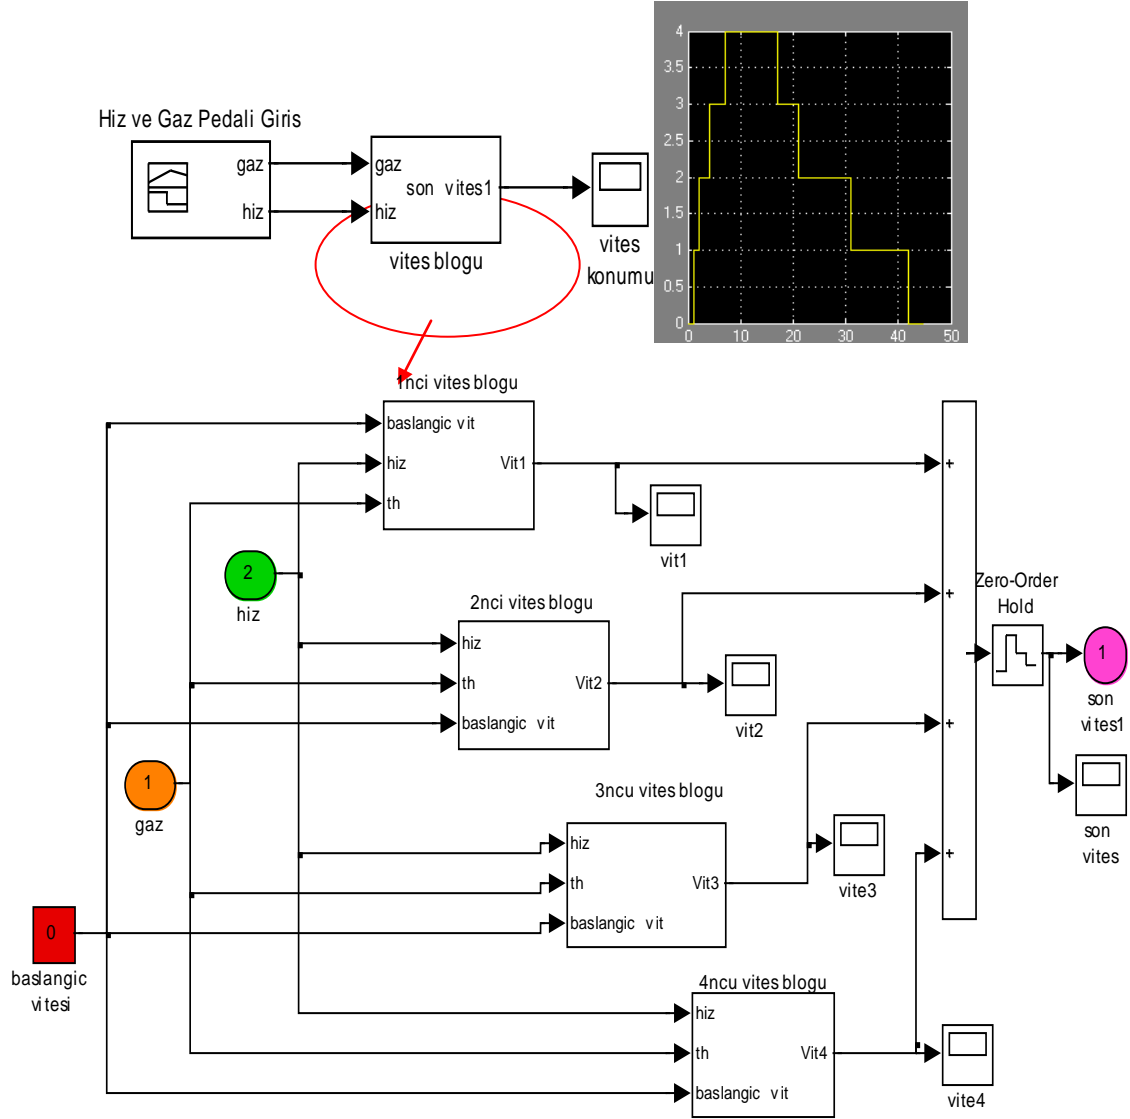 Hiz ve Gaz Pedali Giris
gaz
hiz
gaz
hiz
son vites1
vites blogu
vites
konumu
4
3.5
3
2.5
2
1.5
1
0.5
0
0 10 20 30 40 50
1nci vites blogu
baslangic vit
hiz
th
Vit1
vit1
2
hiz
2nci vites blogu
hiz
th
baslangic vit
Vit2
vit2
1
gaz
3ncu vites blogu
hiz
th
baslangic vit
Vit3
vite3
0
baslangic
vitesi
4ncu vites blogu
hiz
th
baslangic vit
Vit4
vite4
+
+
+
+
Zero-Order
Hold
1
son
vites1
son
vites